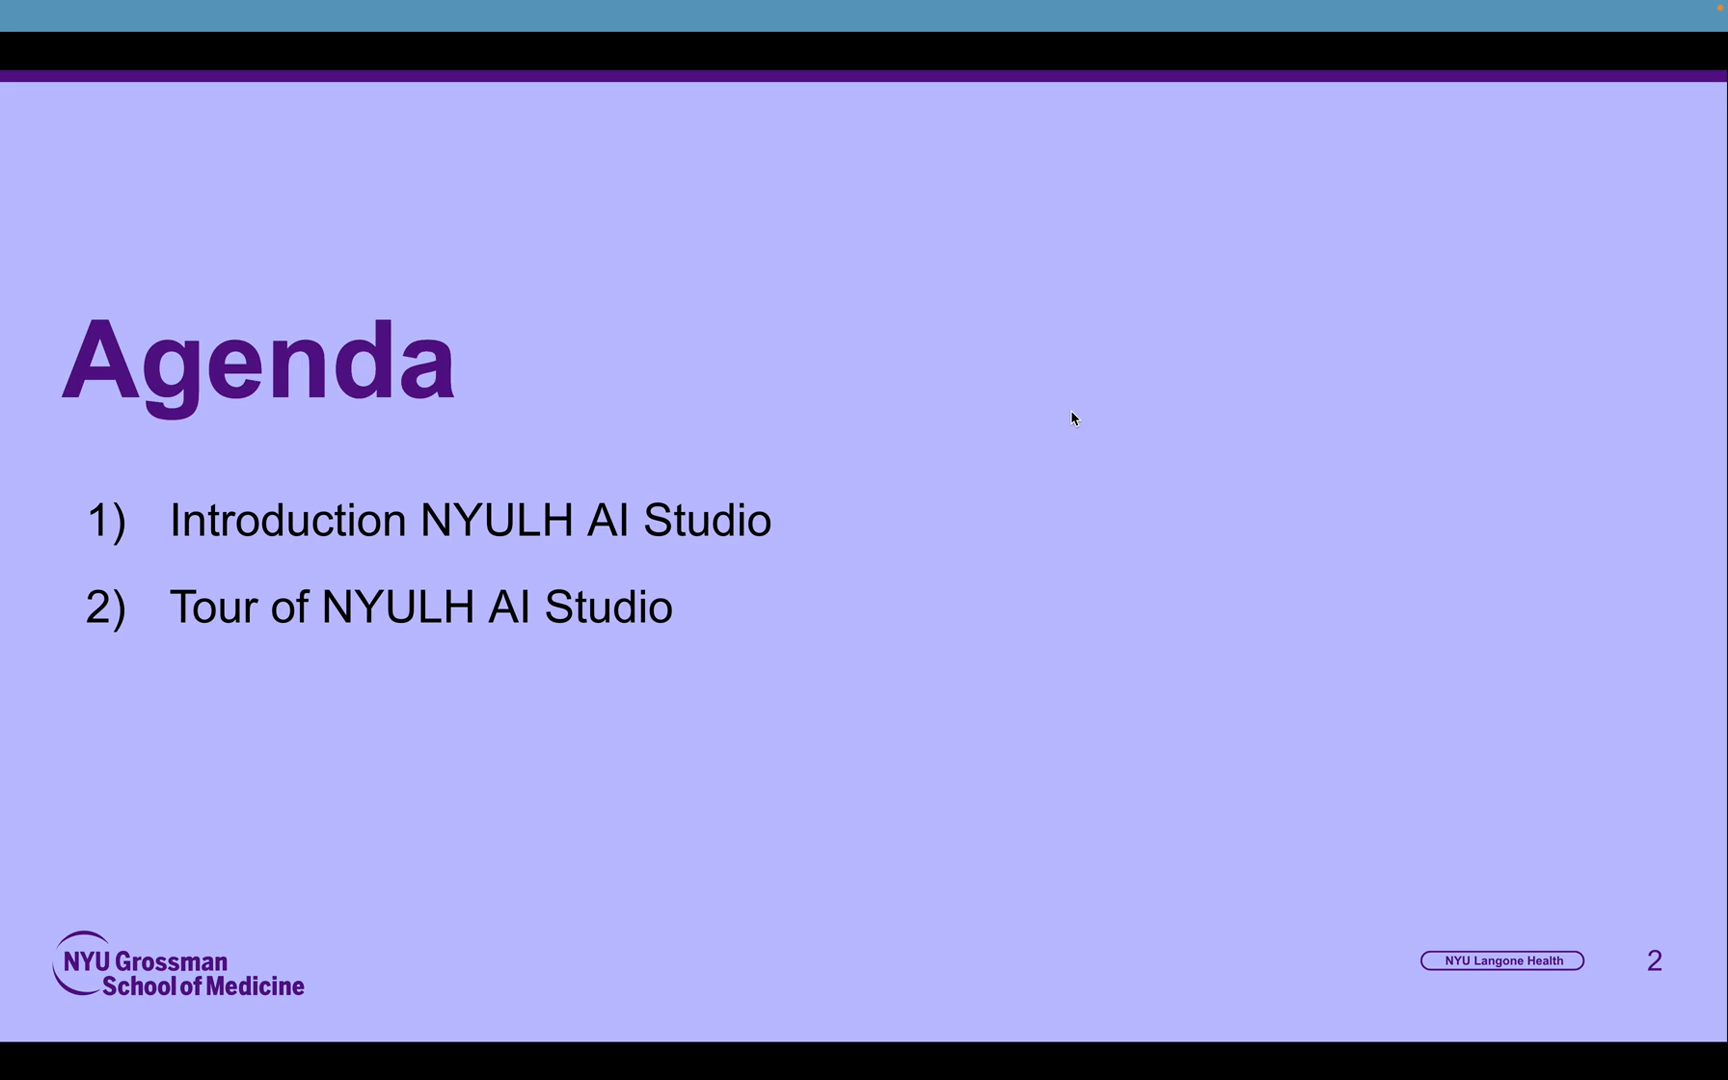 Agenda
1) Introduction NYULH AI Studio
2) Tour of NYULH AI Studio
NYU Grossman
School of Medicine
NYU Langone Health
2